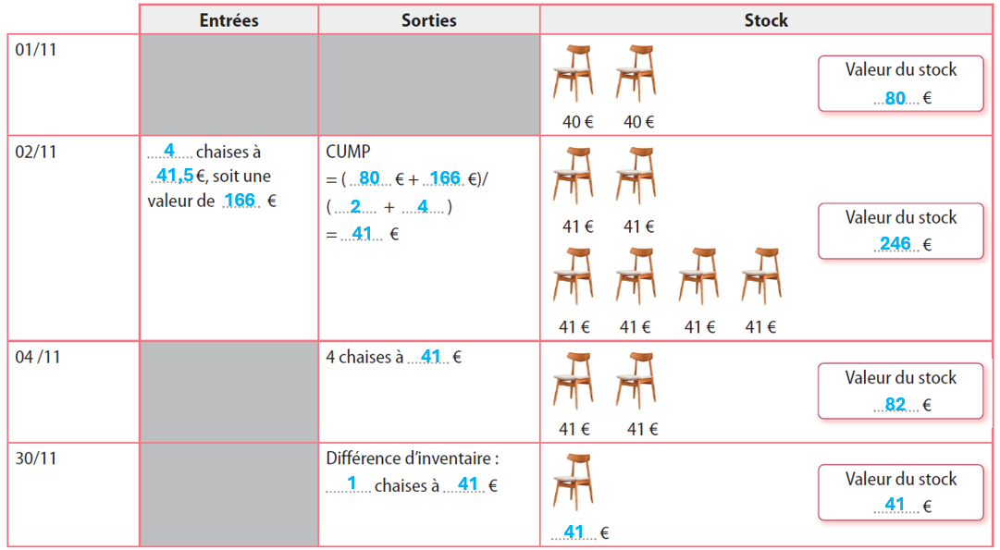 Entrées Sorties Stock
01/11
Valeur du stock
80 €
40 € 40 €
02/11
4 chaises à
41,5 €, soit une
valeur de 166 €
CUMP
= ( 80 € + 166 €)/
( 2 + 4 )
= 41 €
41 € 41 €
Valeur du stock
246 €
41 € 41 € 41 € 41 €
04 /11
4 chaises à 41 €
Valeur du stock
82 €
41 € 41 €
30/11
Différence d’inventaire :
1 chaises à 41 €
Valeur du stock
41 €
41 €